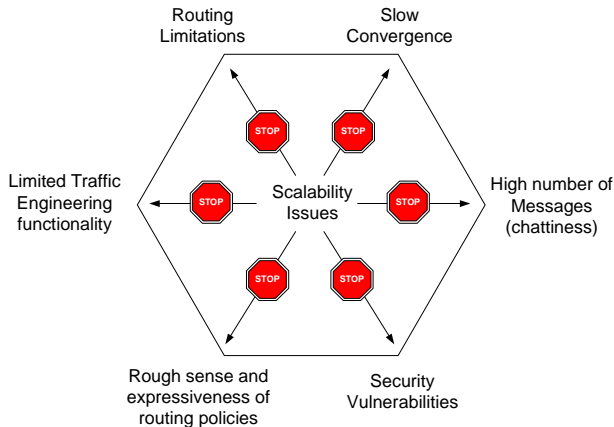 Routing
Limitations
Slow
Convergence
STOP
STOP
Limited Traffic
Engineering
functionality
STOP
Scalability
Issues
STOP
High number of
Messages
(chattiness)
STOP
STOP
Rough sense and
expressiveness of
routing policies
Security
Vulnerabilities